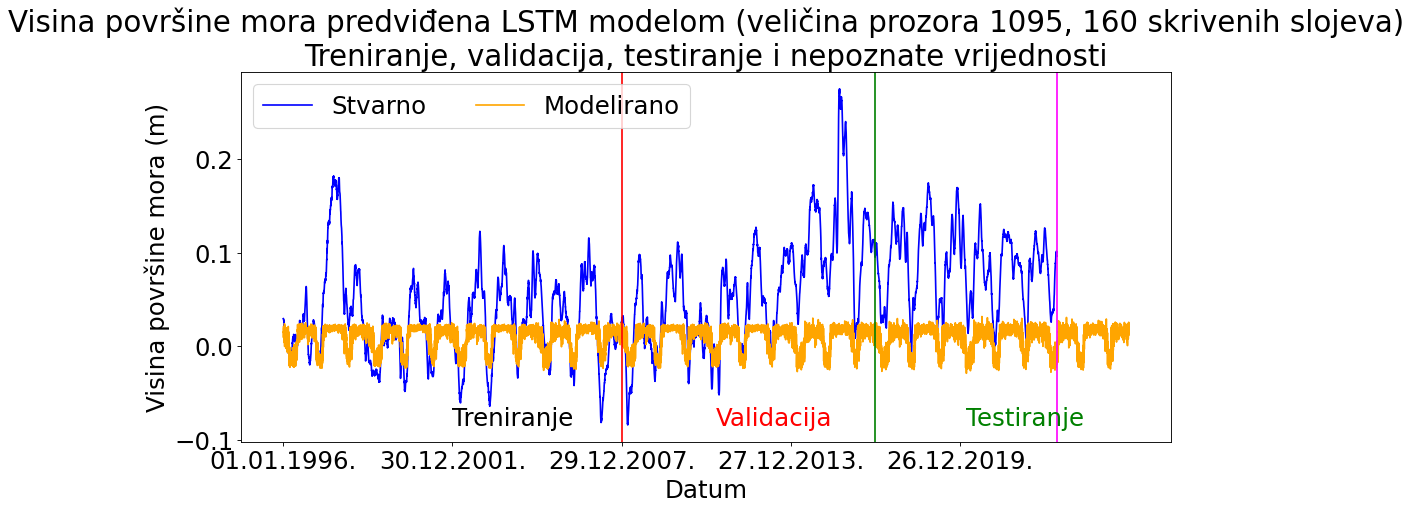 Visina površine mora predviđena LSTM modelom (veličina prozora 1095, 160 skrivenih slojeva)
Treniranje, validacija, testiranje i nepoznate vrijednosti
Stvarno Modelirano
Visina površine mora (m)
0.2
0.1
0.0
−0.1
Treniranje Validacija Testiranje
01.01.1996. 30.12.2001. 29.12.2007. 27.12.2013. 26.12.2019.
Datum